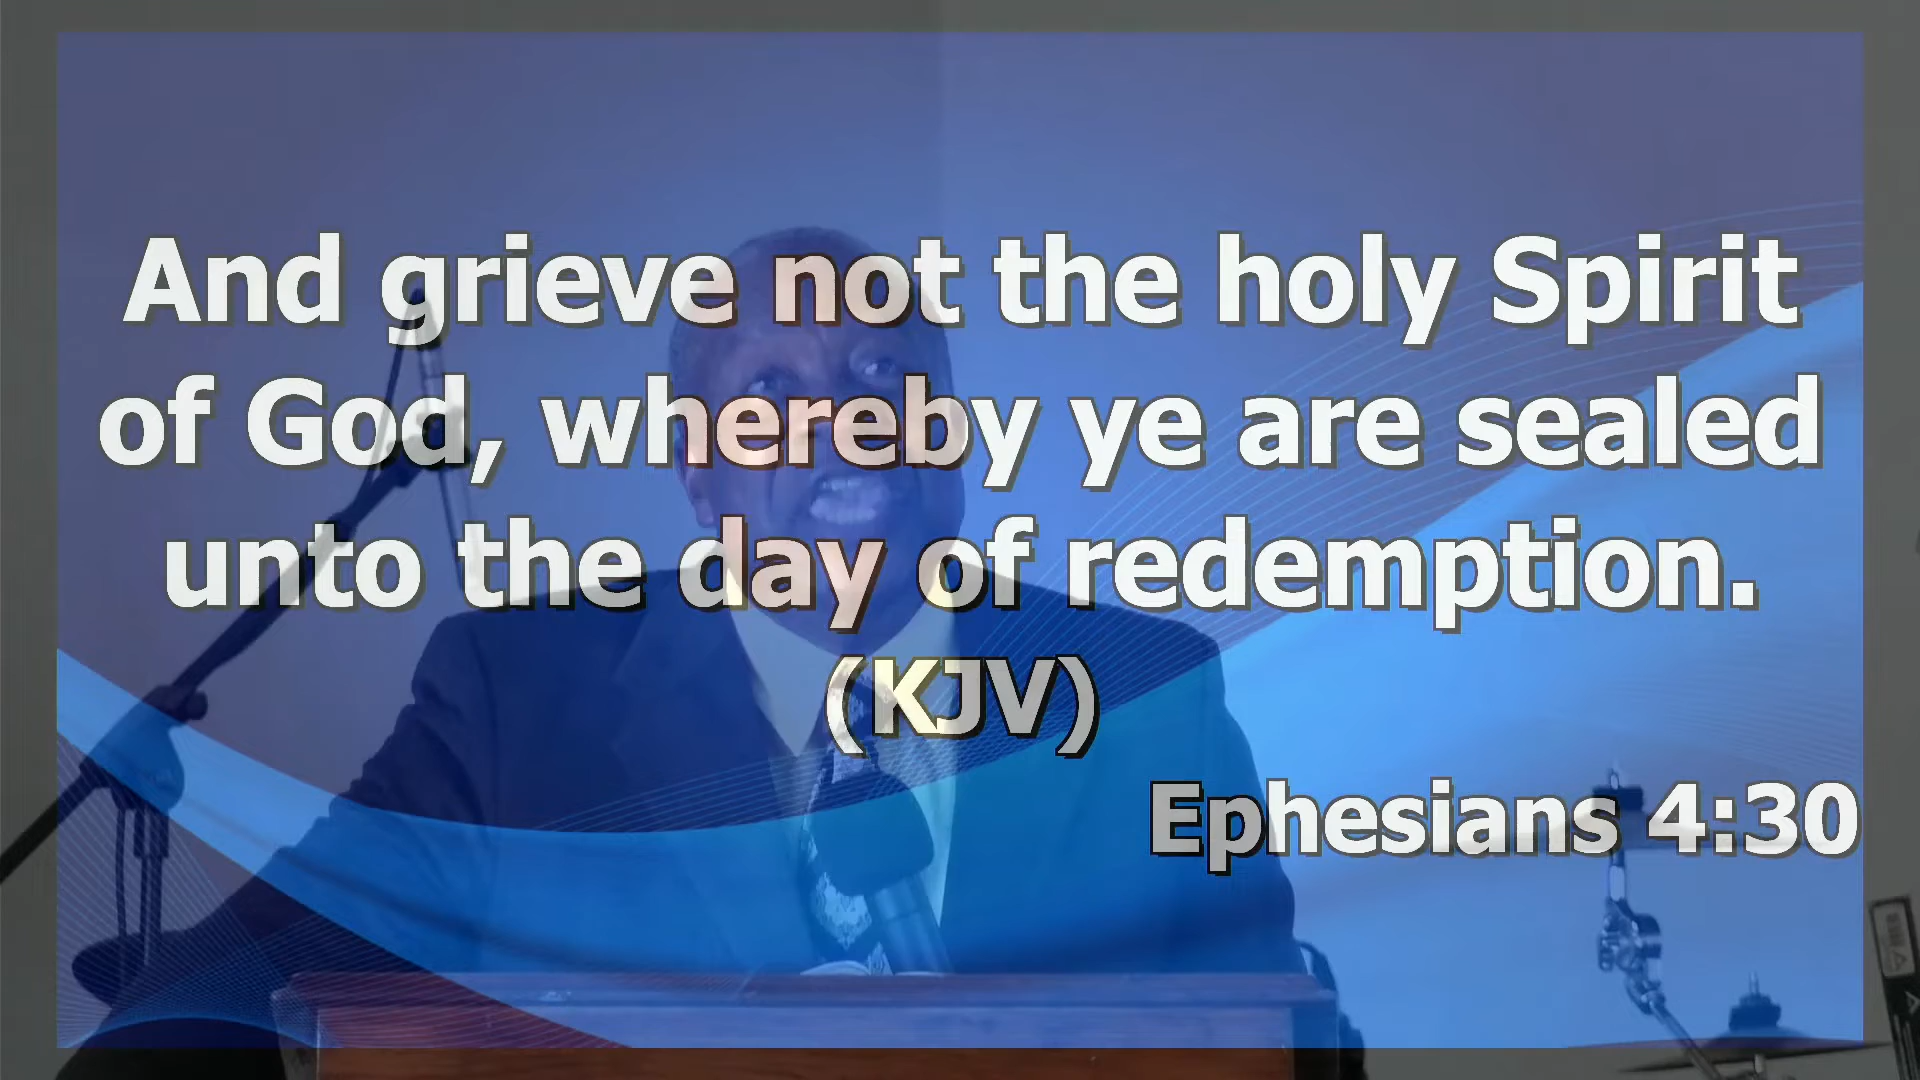 And grieve not the holy Spirit
of God, whereby ye are sealed
unto the day of redemption.
(KJV)
Ephesians 4:30